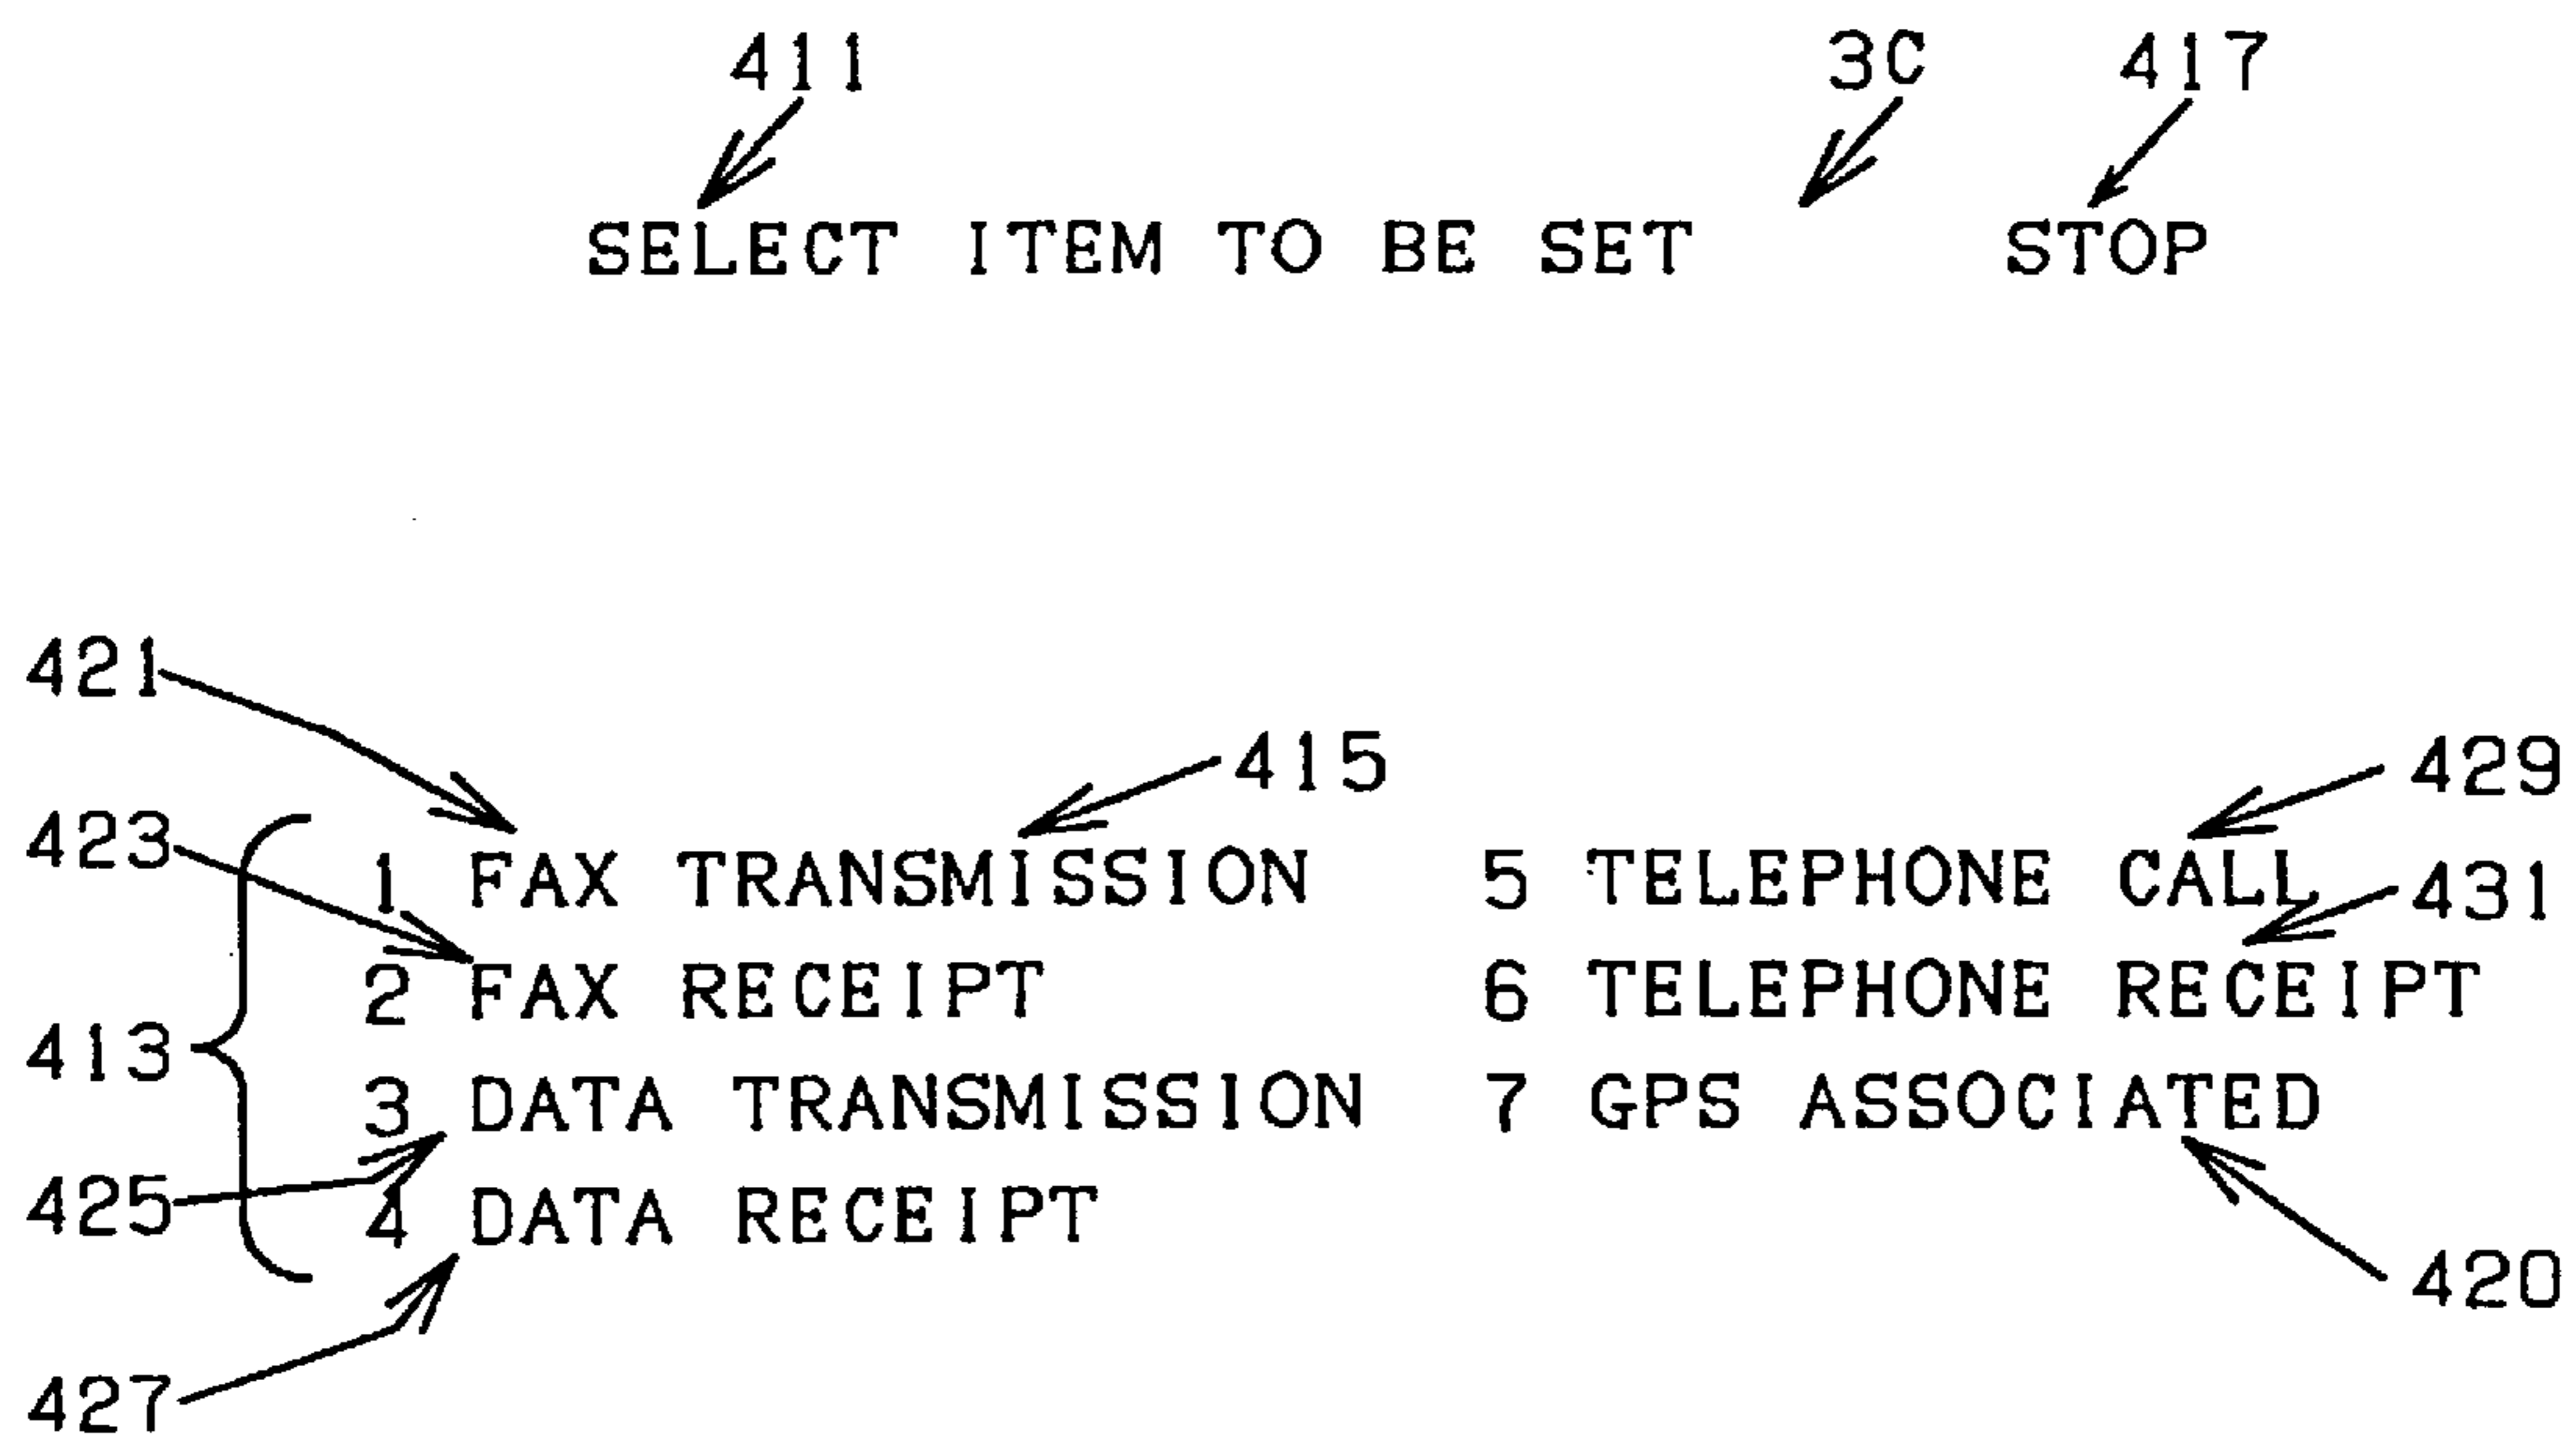 411 3C 417
SELECT ITEM TO BE SET STOP
421
415
429
423
1 FAX TRANSMISSION 5 TELEPHONE CALL
431
2 FAX RECEIPT 6 TELEPHONE RECEIPT
413
3 DATA TRANSMISSION 7 GPS ASSOCIATED
425
4 DATA RECEIPT
420
427